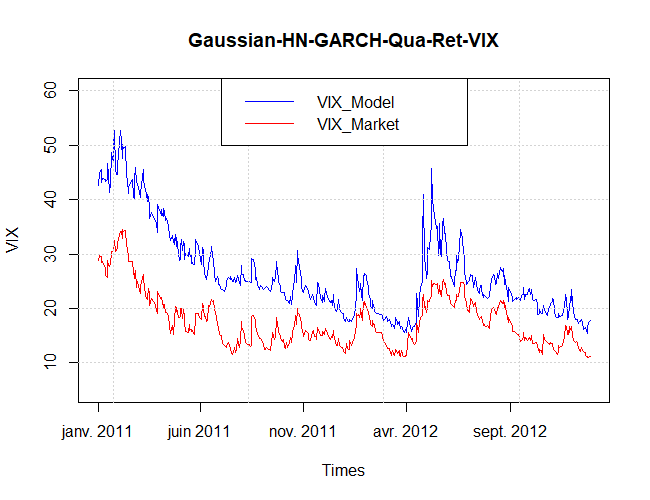 Gaussian-HN-GARCH-Qua-Ret-VIX
VIX_Model
VIX_Market
VIX
60
50
40
30
20
10
janv. 2011 juin 2011 nov. 2011 avr. 2012 sept. 2012
Times